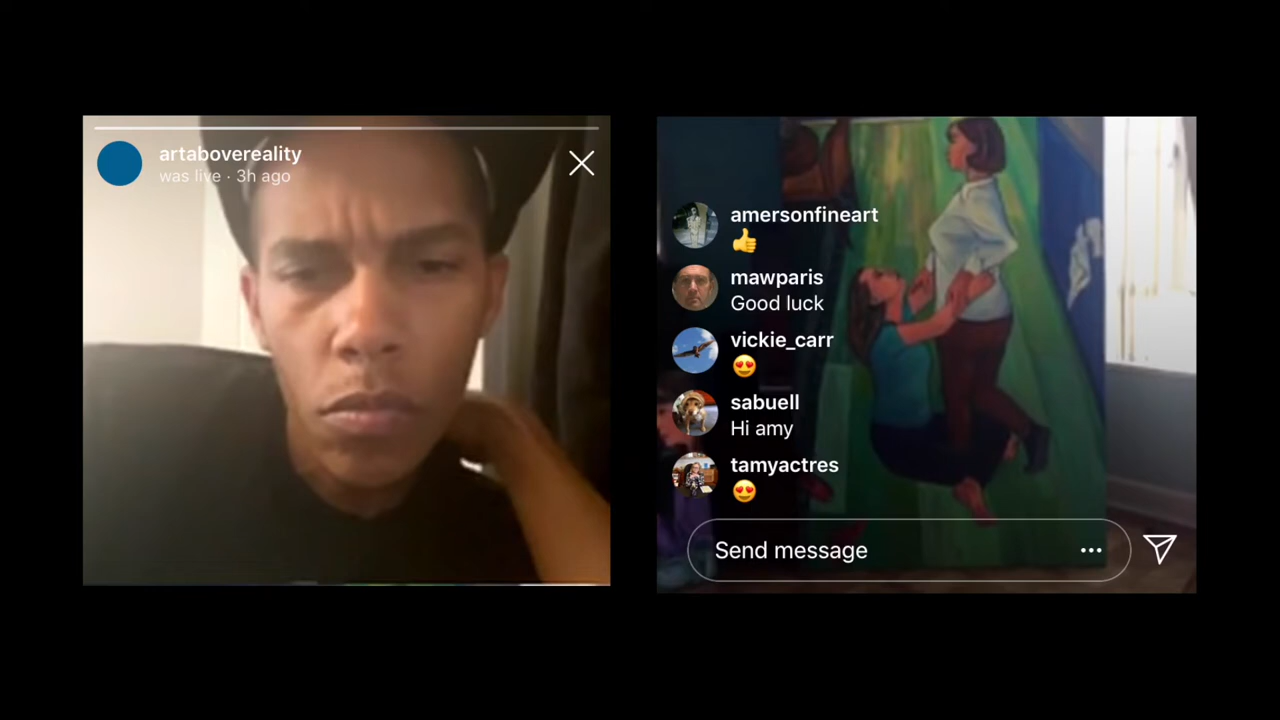 artabovereality
was live · 3h ago
amersonfineart
👍
mawparis
Good luck
vickie_carr
😍
sabuell
Hi amy
tamyactres
😍
Send message